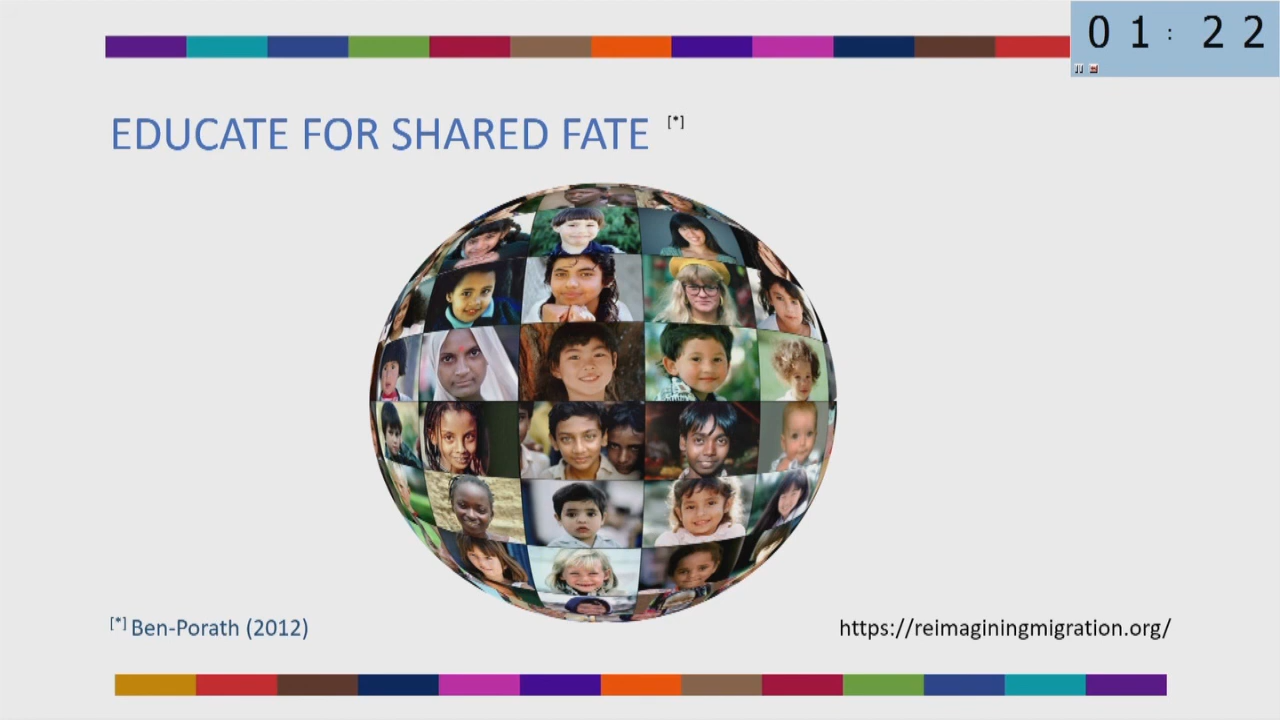 01:22
EDUCATE FOR SHARED FATE [*]
[*] Ben-Porath (2012)
https://reimaginingmigration.org/